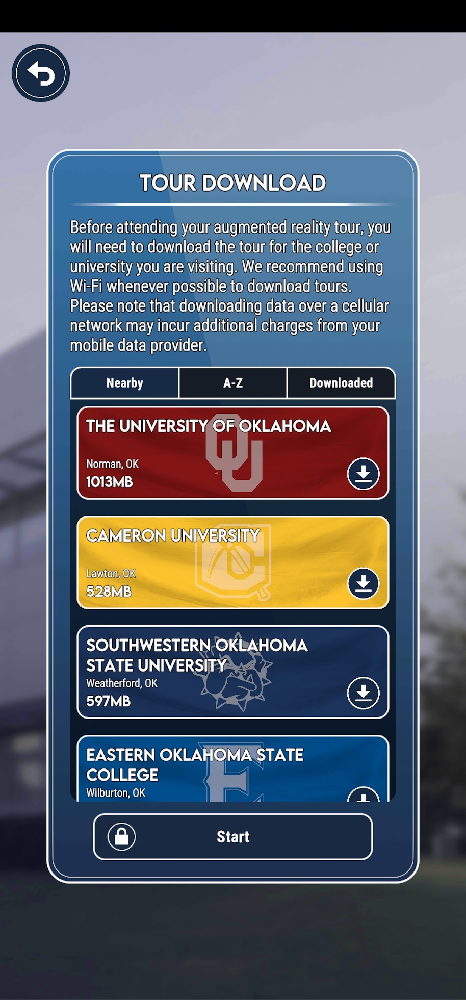 TOUR DOWNLOAD
Before attending your augmented reality tour, you
will need to download the tour for the college or
university you are visiting. We recommend using
Wi-Fi whenever possible to download tours.
Please note that downloading data over a cellular
network may incur additional charges from your
mobile data provider.
Nearby
A-Z
Downloaded
THE UNIVERSITY OF OKLAHOMA
OU
Norman, OK
1013MB
CAMERON UNIVERSITY
C
Lawton, OK
528MB
SOUTHWESTERN OKLAHOMA
STATE UNIVERSITY
Weatherford, OK
597MB
EASTERN OKLAHOMA STATE
COLLEGE
E
Wilburton, OK
Start